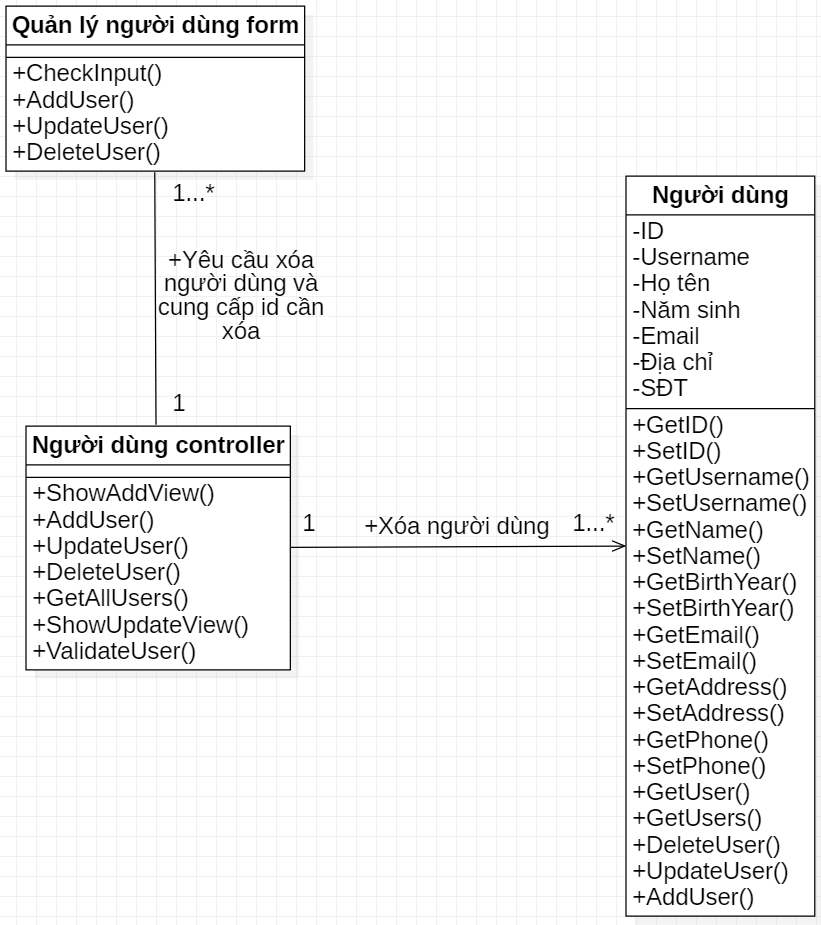 Quản lý người dùng form
+CheckInput()
+AddUser()
+UpdateUser()
+DeleteUser()
1...*
+Yêu cầu xóa
người dùng và
cung cấp id cần
xóa
1
Người dùng controller
+ShowAddView()
+AddUser()
+UpdateUser()
+DeleteUser()
+GetAllUsers()
+ShowUpdateView()
+ValidateUser()
1
+Xóa người dùng
1...*
Người dùng
-ID
-Username
-Họ tên
-Năm sinh
-Email
-Địa chỉ
-SĐT
+GetID()
+SetID()
+GetUsername()
+SetUsername()
+GetName()
+SetName()
+GetBirthYear()
+SetBirthYear()
+GetEmail()
+SetEmail()
+GetAddress()
+SetAddress()
+GetPhone()
+SetPhone()
+GetUser()
+GetUsers()
+DeleteUser()
+UpdateUser()
+AddUser()